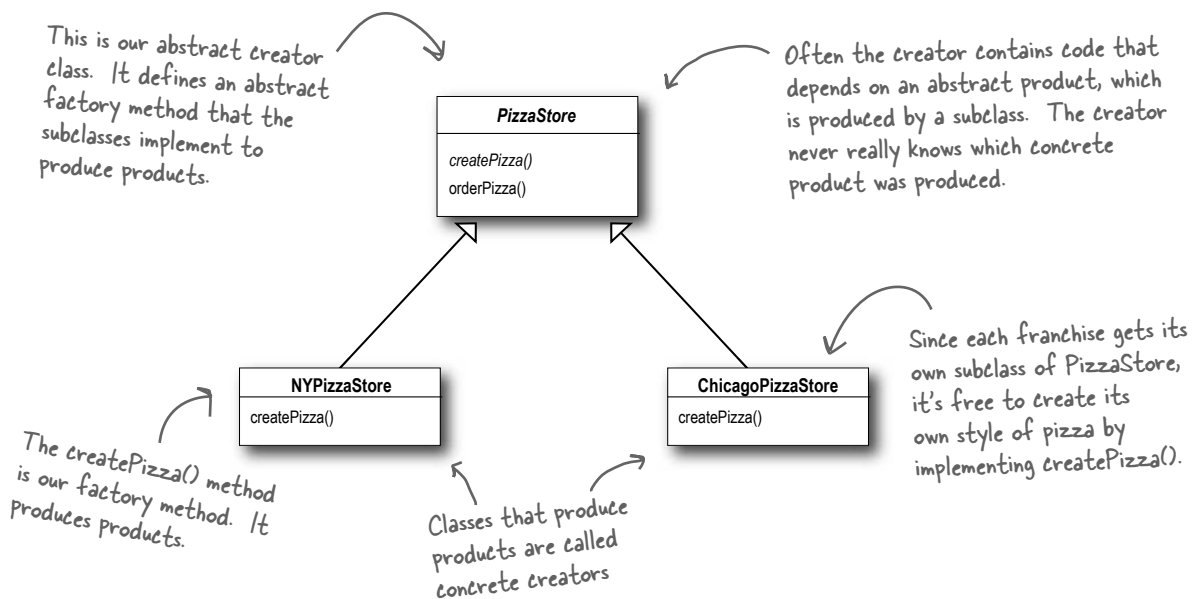 This is our abstract creator
class. It defines an abstract
factory method that the
subclasses implement to
produce products.
Often the creator contains code that
depends on an abstract product, which
is produced by a subclass. The creator
never really knows which concrete
product was produced.
PizzaStore
createPizza()
orderPizza()
NYPizzaStore
createPizza()
ChicagoPizzaStore
createPizza()
Since each franchise gets its
own subclass of PizzaStore,
it's free to create its
own style of pizza by
implementing createPizza().
The createPizza() method
is our factory method. It
produces products.
Classes that produce
products are called
concrete creators